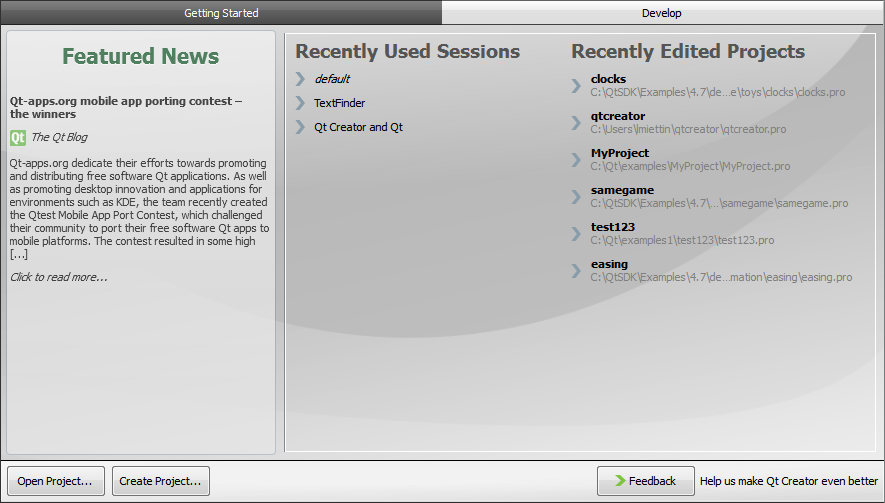 Getting Started
Develop
Featured News
Qt-apps.org mobile app porting contest –
the winners
Qt The Qt Blog
Qt-apps.org dedicate their efforts towards promoting
and distributing free software Qt applications. As well
as promoting desktop innovation and applications for
environments such as KDE, the team recently created
the Qtest Mobile App Port Contest, which challenged
their community to port their free software Qt apps to
mobile platforms. The contest resulted in some high
[...]
Click to read more...
Recently Used Sessions
default
TextFinder
Qt Creator and Qt
Recently Edited Projects
clocks
C:\QtSDK\Examples\4.7\de...e\toys\clocks\clocks.pro
qtcreator
C:\Users\miettin\qtcreator\qtcreator.pro
MyProject
C:\Qt\examples\MyProject\MyProject.pro
samegame
C:\QtSDK\Examples\4.7\...\samegame\samegame.pro
test123
C:\Qt\examples1\test123\test123.pro
easing
C:\QtSDK\Examples\4.7\de...mation\easing\easing.pro
Open Project...
Create Project...
Feedback
Help us make Qt Creator even better